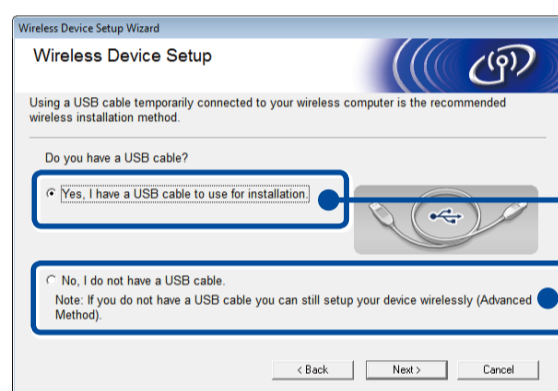 Wireless Device Setup Wizard
Wireless Device Setup
Using a USB cable temporarily connected to your wireless computer is the recommended
wireless installation method.
Do you have a USB cable?
Yes, I have a USB cable to use for installation.
No, I do not have a USB cable.
Note: If you do not have a USB cable you can still setup your device wirelessly (Advanced
Method).
< Back Next > Cancel